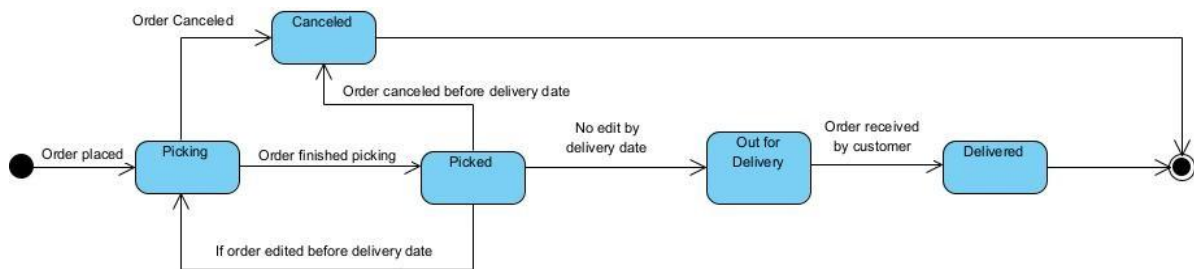 Order Canceled
Canceled
Order canceled before delivery date
Order placed
Picking
Order finished picking
Picked
No edit by
delivery date
Out for
Delivery
Order received
by customer
Delivered
If order edited before delivery date